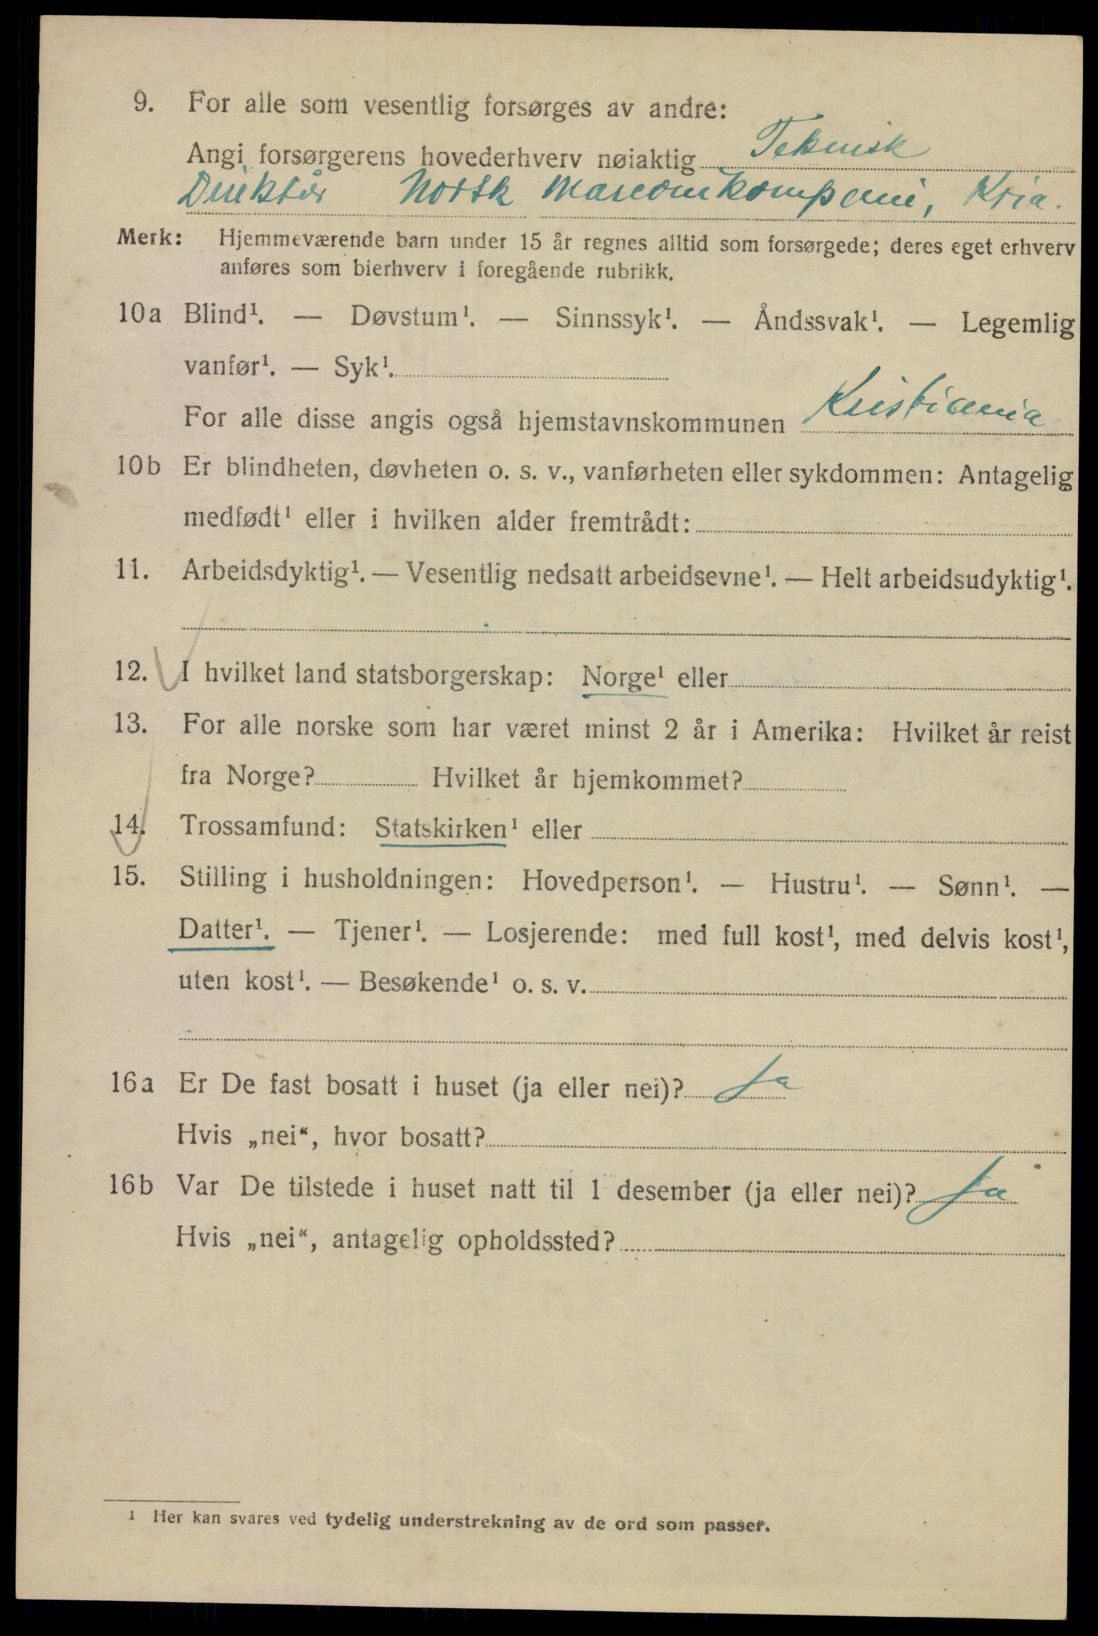 9. For alle som vesentlig forsørges av andre:
Angi forsørgerens hovederhverv nøiaktig Teknisk
Direktør Norsk Marconikompani, Kria.
Merk: Hjemmeværende barn under 15 år regnes alltid som forsørgede; deres eget erhverv
anføres som bierhverv i foregående rubrikk.
10a Blind¹. — Døvstum¹. — Sinnssyk¹. — Åndssvak¹. — Legemlig
vanfør¹. — Syk¹.
For alle disse angis også hjemstavnskommunen Kristiania
10b Er blindheten, døvheten o. s. v., vanførheten eller sykdommen: Antagelig
medfødt¹ eller i hvilken alder fremtrådt:
11. Arbeidsdyktig¹. — Vesentlig nedsatt arbeidsevne¹. — Helt arbeidsudyktig¹.
12. I hvilket land statsborgerskap: Norge¹ eller
13. For alle norske som har været minst 2 år i Amerika: Hvilket år reist
fra Norge? Hvilket år hjemkommet?
14. Trossamfund: Statskirken¹ eller
15. Stilling i husholdningen: Hovedperson¹. — Hustru¹. — Sønn¹. —
Datter¹. — Tjener¹. — Losjerende: med full kost¹, med delvis kost¹,
uten kost¹. — Besøkende¹ o. s. v.
16a Er De fast bosatt i huset (ja eller nei)? Ja
Hvis „nei“, hvor bosatt?
16b Var De tilstede i huset natt til 1 desember (ja eller nei)? Ja
Hvis „nei“, antagelig opholdssted?
¹ Her kan svares ved tydelig understrekning av de ord som passer.